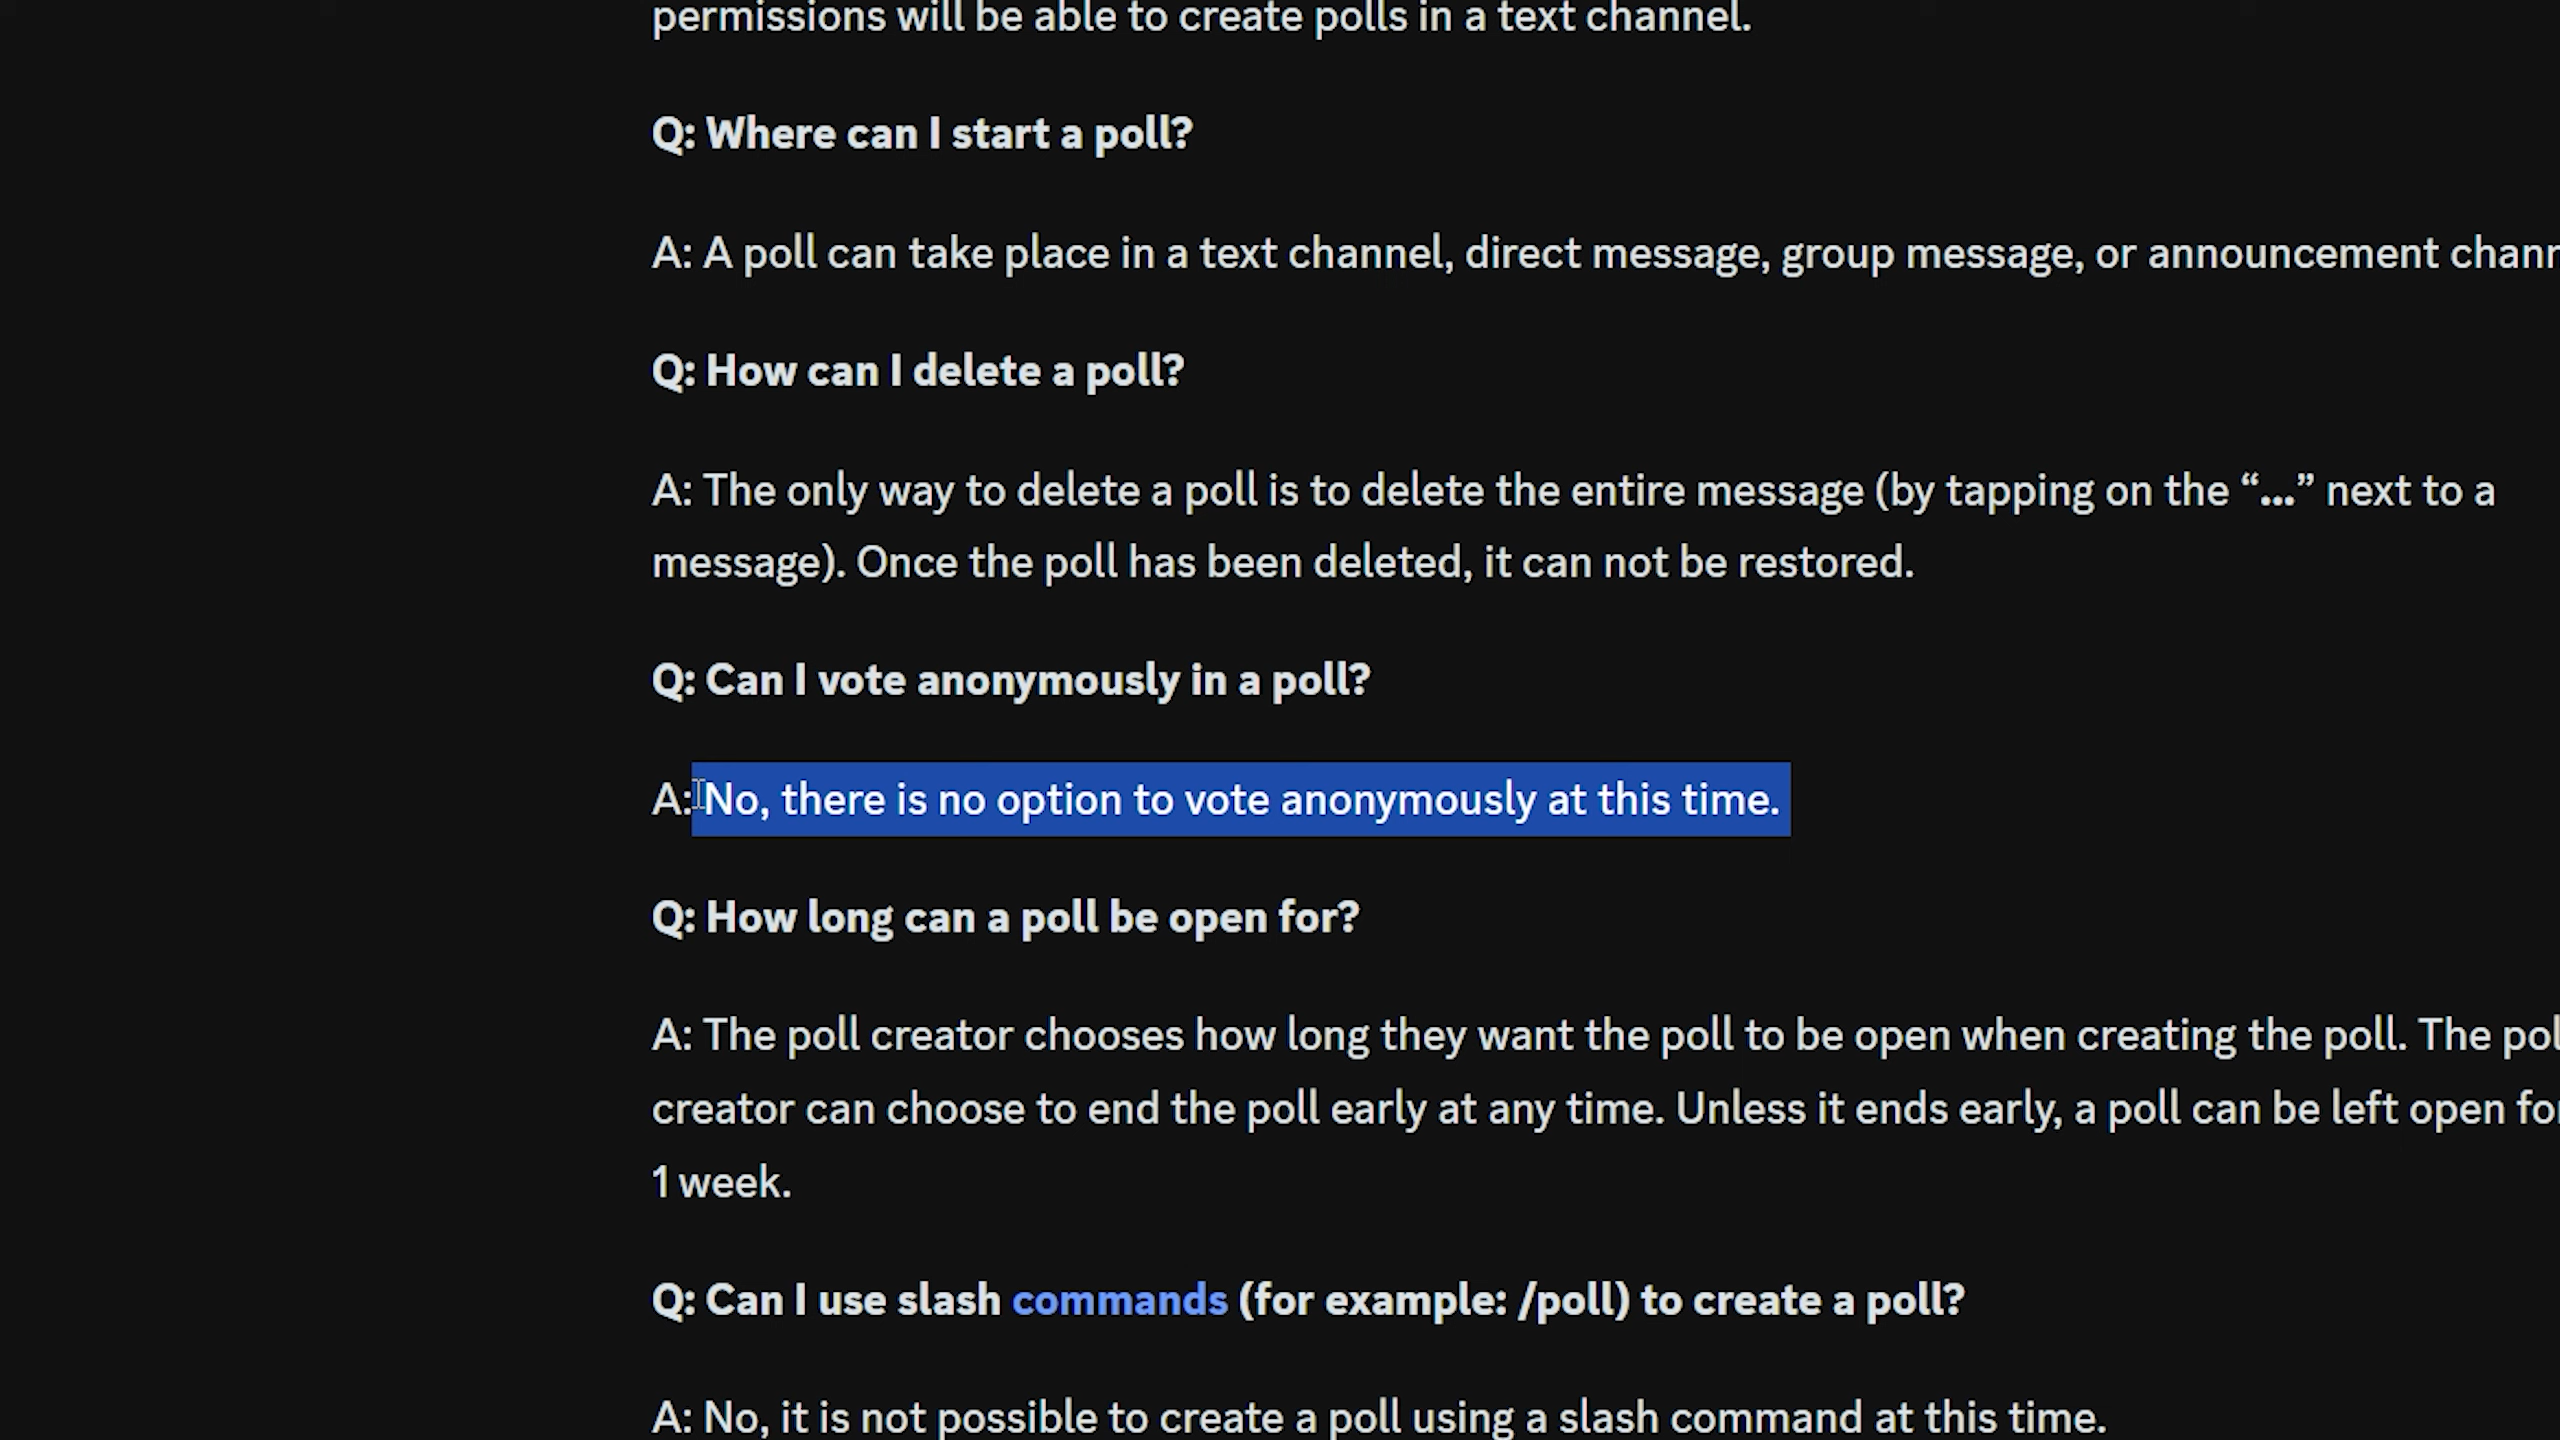 permissions will be able to create polls in a text channel.
Q: Where can I start a poll?
A: A poll can take place in a text channel, direct message, group message, or announcement
Q: How can I delete a poll?
A: The only way to delete a poll is to delete the entire message (by tapping on the “...” next to a
message). Once the poll has been deleted, it can not be restored.
Q: Can I vote anonymously in a poll?
A: No, there is no option to vote anonymously at this time.
Q: How long can a poll be open for?
A: The poll creator chooses how long they want the poll to be open when creating the poll. The
creator can choose to end the poll early at any time. Unless it ends early, a poll can be left open
1 week.
Q: Can I use slash commands (for example: /poll) to create a poll?
A: No, it is not possible to create a poll using a slash command at this time.